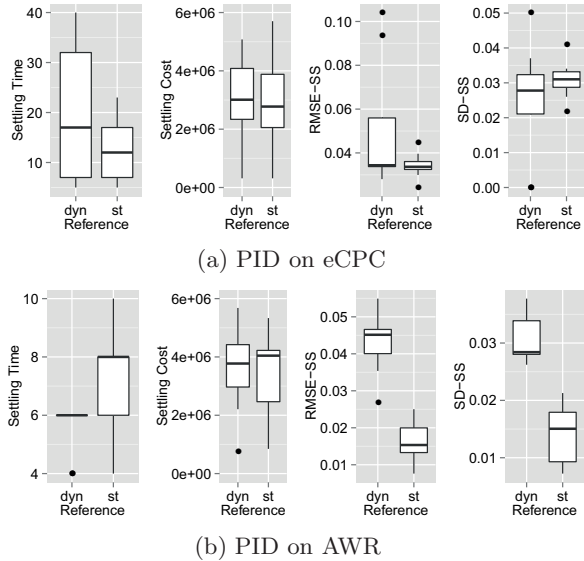 Settling Time
40
30
20
10
dyn st
Reference
Settling Cost
6e+06
4e+06
2e+06
0e+00
dyn st
Reference
RMSE−SS
0.10
0.08
0.06
0.04
dyn st
Reference
SD−SS
0.05
0.04
0.03
0.02
0.01
0.00
dyn st
Reference
(a) PID on eCPC
Settling Time
10
8
6
4
dyn st
Reference
Settling Cost
6e+06
4e+06
2e+06
0e+00
dyn st
Reference
RMSE−SS
0.05
0.04
0.03
0.02
0.01
dyn st
Reference
SD−SS
0.03
0.02
0.01
dyn st
Reference
(b) PID on AWR